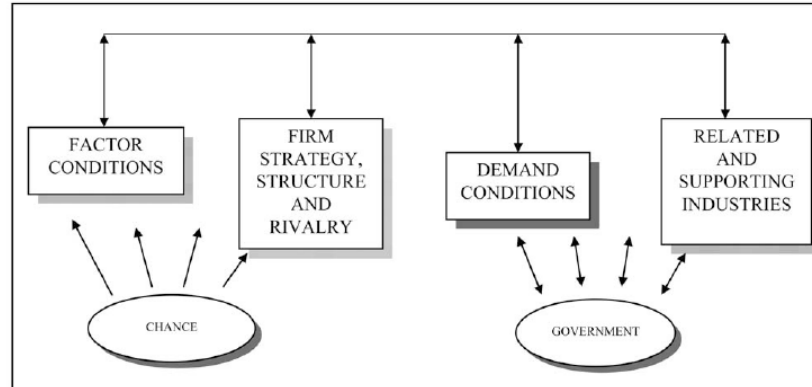 FACTOR
CONDITIONS
FIRM
STRATEGY,
STRUCTURE
AND
RIVALRY
DEMAND
CONDITIONS
RELATED
AND
SUPPORTING
INDUSTRIES
CHANCE
GOVERNMENT